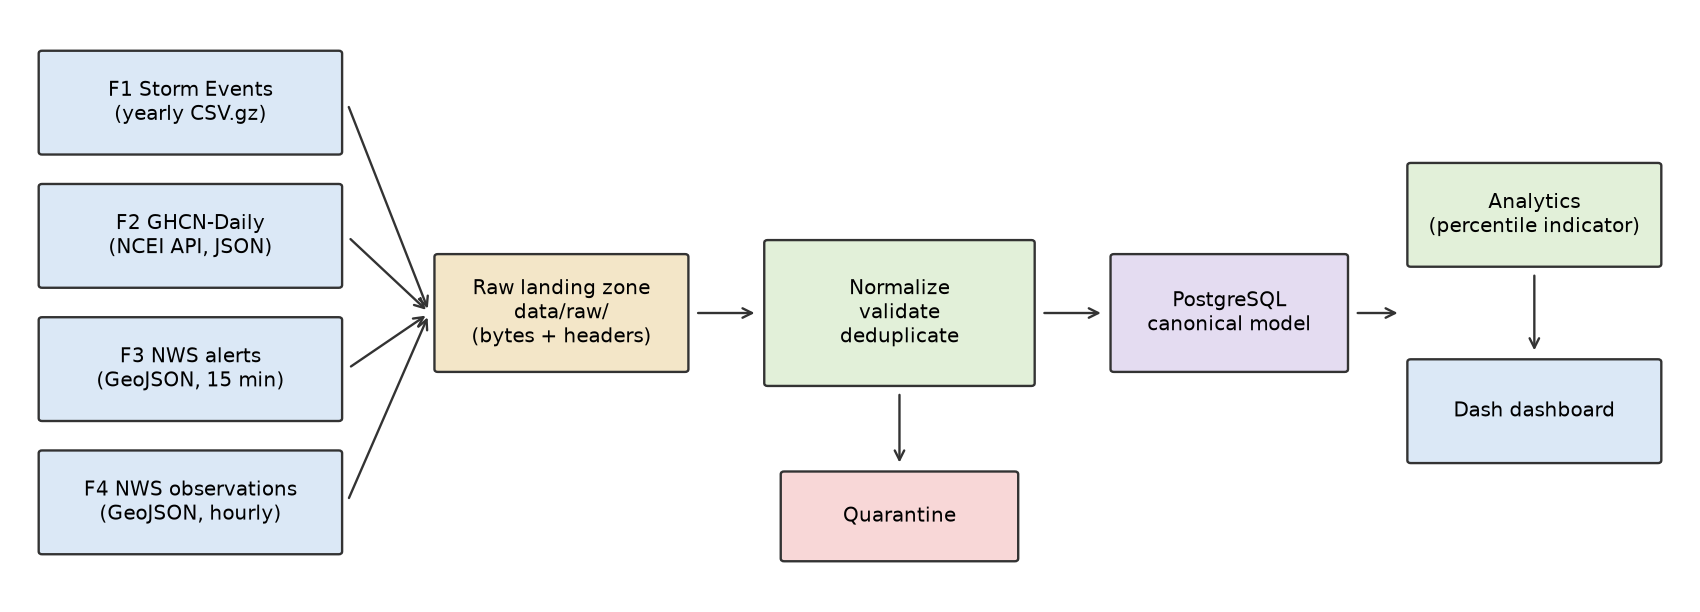 F1 Storm Events
(yearly CSV.gz)
F2 GHCN-Daily
(NCEI API, JSON)
F3 NWS alerts
(GeoJSON, 15 min)
F4 NWS observations
(GeoJSON, hourly)
Raw landing zone
data/raw/
(bytes + headers)
Normalize
validate
deduplicate
Quarantine
PostgreSQL
canonical model
Analytics
(percentile indicator)
Dash dashboard